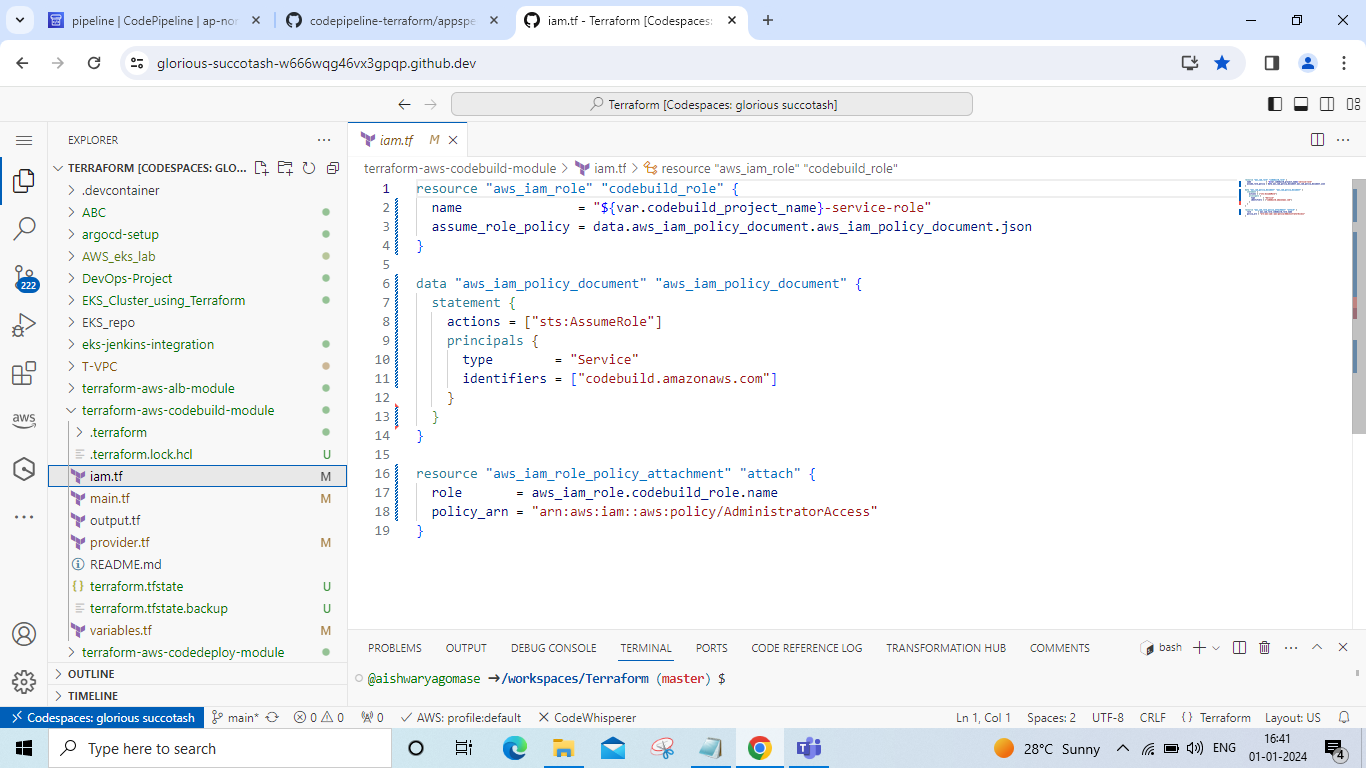 pipeline | CodePipeline | ap-nor
codepipeline-terraform/appspe
iam.tf - Terraform [Codespaces:
glorious-succotash-w666wqg46vx3gpqp.github.dev
Terraform [Codespaces: glorious succotash]
EXPLORER
TERRAFORM [CODESPACES: GLO...
.devcontainer
ABC
argocd-setup
AWS_eks_lab
DevOps-Project
EKS_Cluster_using_Terraform
EKS_repo
eks-jenkins-integration
T-VPC
terraform-aws-alb-module
terraform-aws-codebuild-module
.terraform
.terraform.lock.hcl U
iam.tf M
main.tf M
output.tf
provider.tf M
README.md
terraform.tfstate U
terraform.tfstate.backup U
variables.tf M
terraform-aws-codedeploy-module
OUTLINE
TIMELINE
222
aws
iam.tf M
terraform-aws-codebuild-module > iam.tf > resource "aws_iam_role" "codebuild_role"
1 resource "aws_iam_role" "codebuild_role" {
2 name = "${var.codebuild_project_name}-service-role"
3 assume_role_policy = data.aws_iam_policy_document.aws_iam_policy_document.json
4 }
5
6 data "aws_iam_policy_document" "aws_iam_policy_document" {
7 statement {
8 actions = ["sts:AssumeRole"]
9 principals {
10 type = "Service"
11 identifiers = ["codebuild.amazonaws.com"]
12 }
13 }
14 }
15
16 resource "aws_iam_role_policy_attachment" "attach" {
17 role = aws_iam_role.codebuild_role.name
18 policy_arn = "arn:aws:iam::aws:policy/AdministratorAccess"
19 }
PROBLEMS OUTPUT DEBUG CONSOLE TERMINAL PORTS CODE REFERENCE LOG TRANSFORMATION HUB COMMENTS
bash
@aishwaryagomase →/workspaces/Terraform (master) $
Codespaces: glorious succotash main* 0 0 0 AWS: profile:default CodeWhisperer
Ln 1, Col 1 Spaces: 2 UTF-8 CRLF {} Terraform Layout: US
Type here to search
28°C Sunny
ENG
16:41
01-01-2024
4